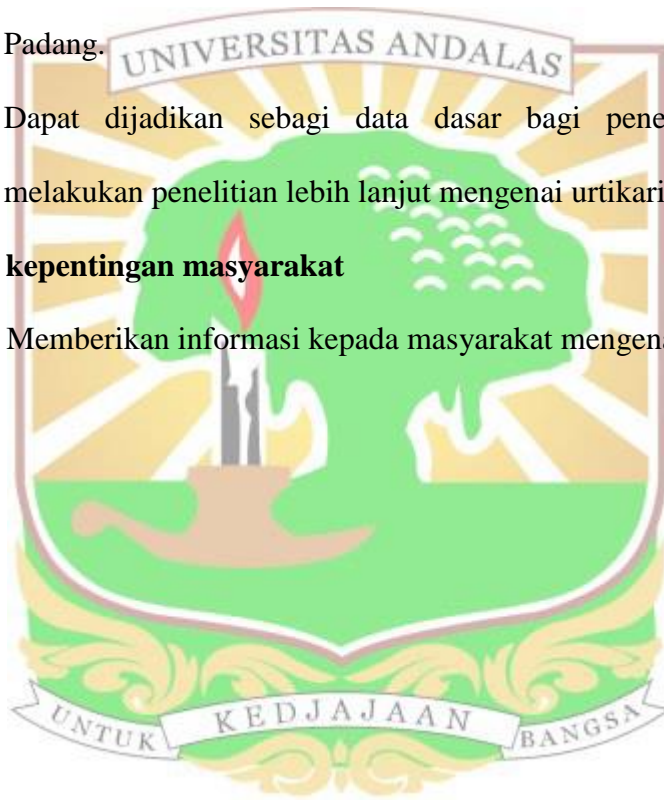 Padang.
UNIVERSITAS ANDALAS
Dapat dijadikan sebagi data dasar bagi pene
melakukan penelitian lebih lanjut mengenai urtikari
kepentingan masyarakat
Memberikan informasi kepada masyarakat mengena
UNTUK KEDJAJAAN BANGSA